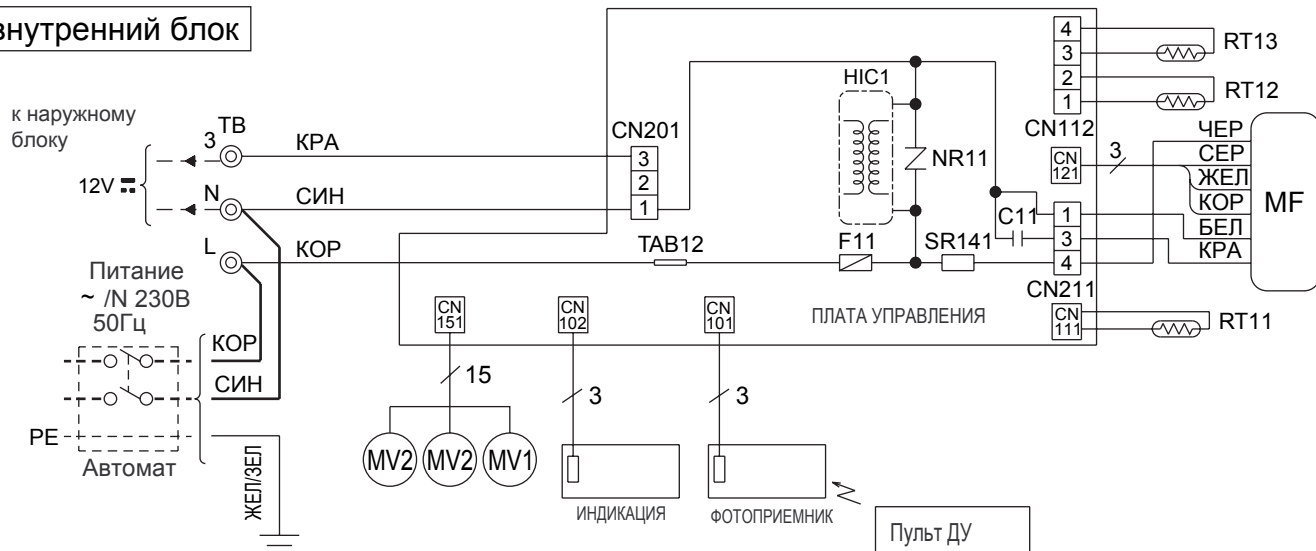 внутренний блок
к наружному
блоку
12V
3
TB
N
L
КРА
СИН
КОР
CN201
3
2
1
Питание
~ /N 230В
50Гц
КОР
СИН
PE
Автомат
ЖЕЛ/ЗЕЛ
TAB12
HIC1
NR11
F11
SR141
C11
4
3
2
1
CN112
RT13
RT12
CN
121
3
1
3
4
CN211
CN
111
RT11
ЧЕР
СЕР
ЖЕЛ
КОР
БЕЛ
КРА
MF
ПЛАТА УПРАВЛЕНИЯ
CN
151
CN
102
CN
101
15
3
3
MV2
MV2
MV1
ИНДИКАЦИЯ
ФОТОПРИЕМНИК
Пульт ДУ